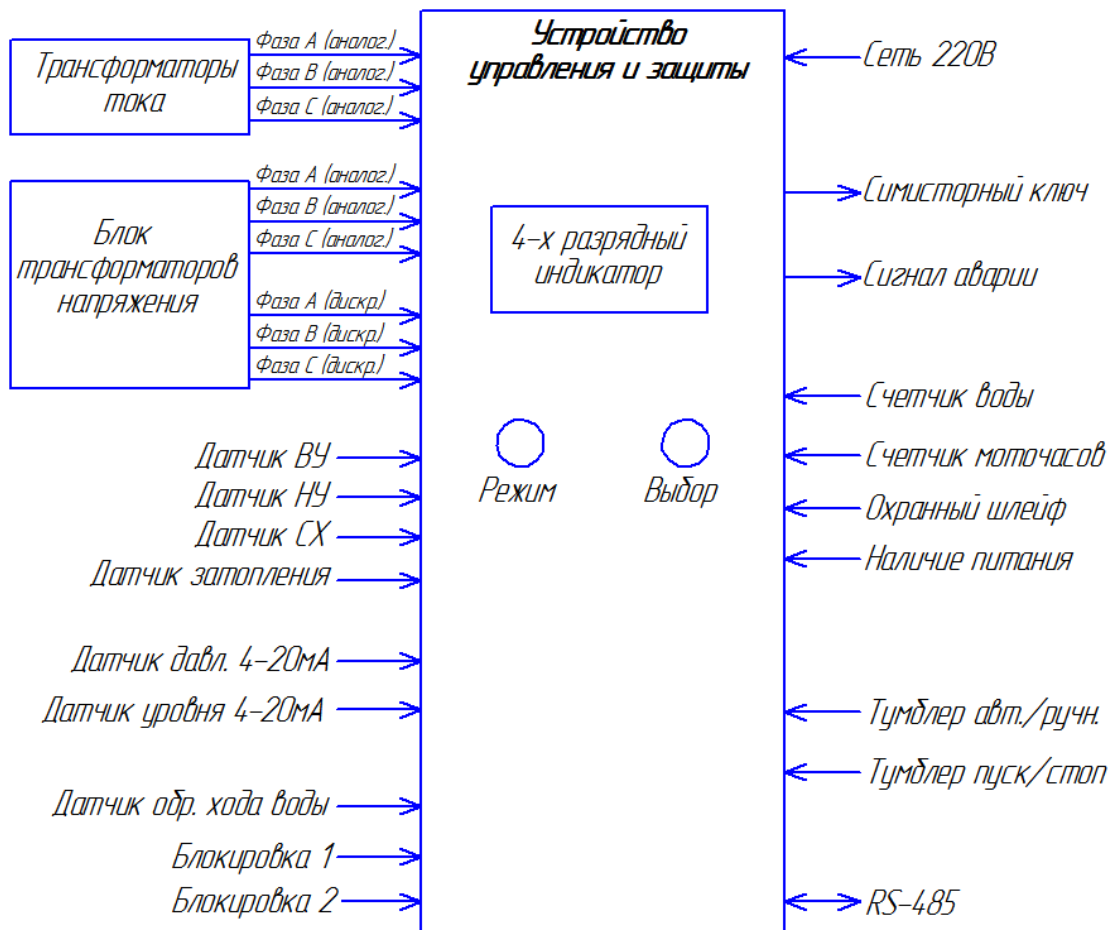 Трансформаторы
тока
Фаза А (аналог.)
Фаза В (аналог.)
Фаза С (аналог.)
Блок
трансформаторов
напряжения
Фаза А (аналог.)
Фаза В (аналог.)
Фаза С (аналог.)
Фаза А (дискр.)
Фаза В (дискр.)
Фаза С (дискр.)
Датчик ВУ
Датчик НУ
Датчик СХ
Датчик затопления
Датчик давл. 4-20мА
Датчик уровня 4-20мА
Датчик обр. хода воды
Блокировка 1
Блокировка 2
Устройство
управления и защиты
4-х разрядный
индикатор
Режим
Выбор
Сеть 220В
Симисторный ключ
Сигнал аварии
Счетчик воды
Счетчик моточасов
Охранный шлейф
Наличие питания
Тумблер авт./ручн.
Тумблер пуск/стоп
RS-485